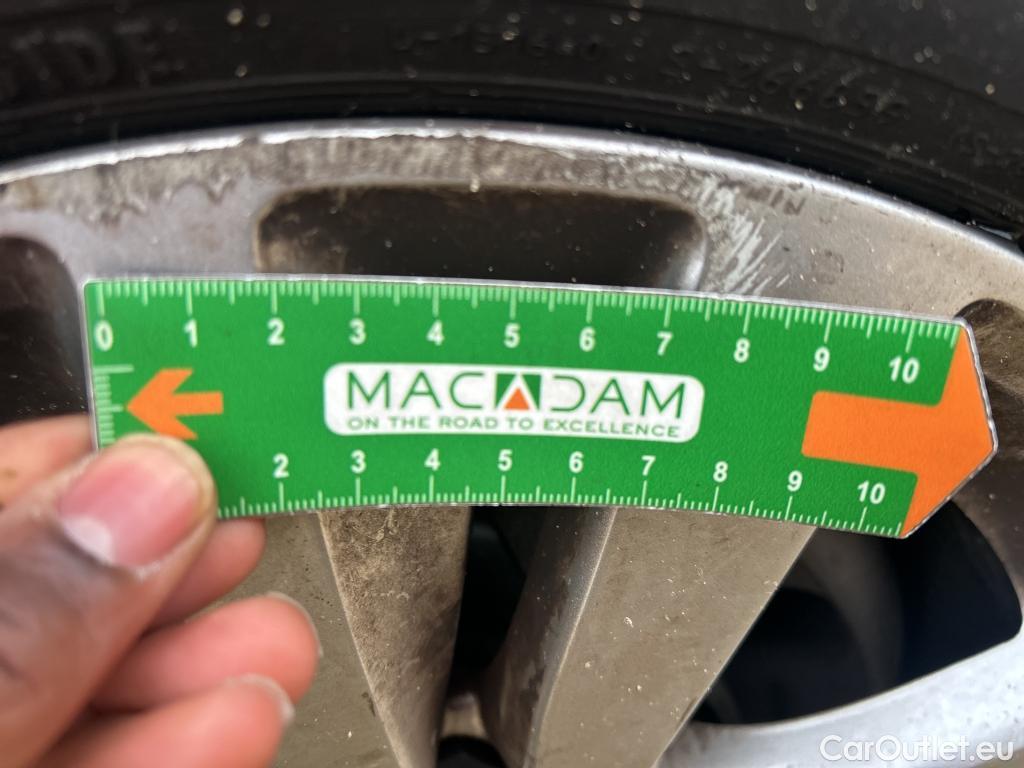 0 1 2 3 4 5 6 7 8 9 10
MACADAM
ON THE ROAD TO EXCELLENCE
2 3 4 5 6 7 8 9 10
CarOutlet.eu